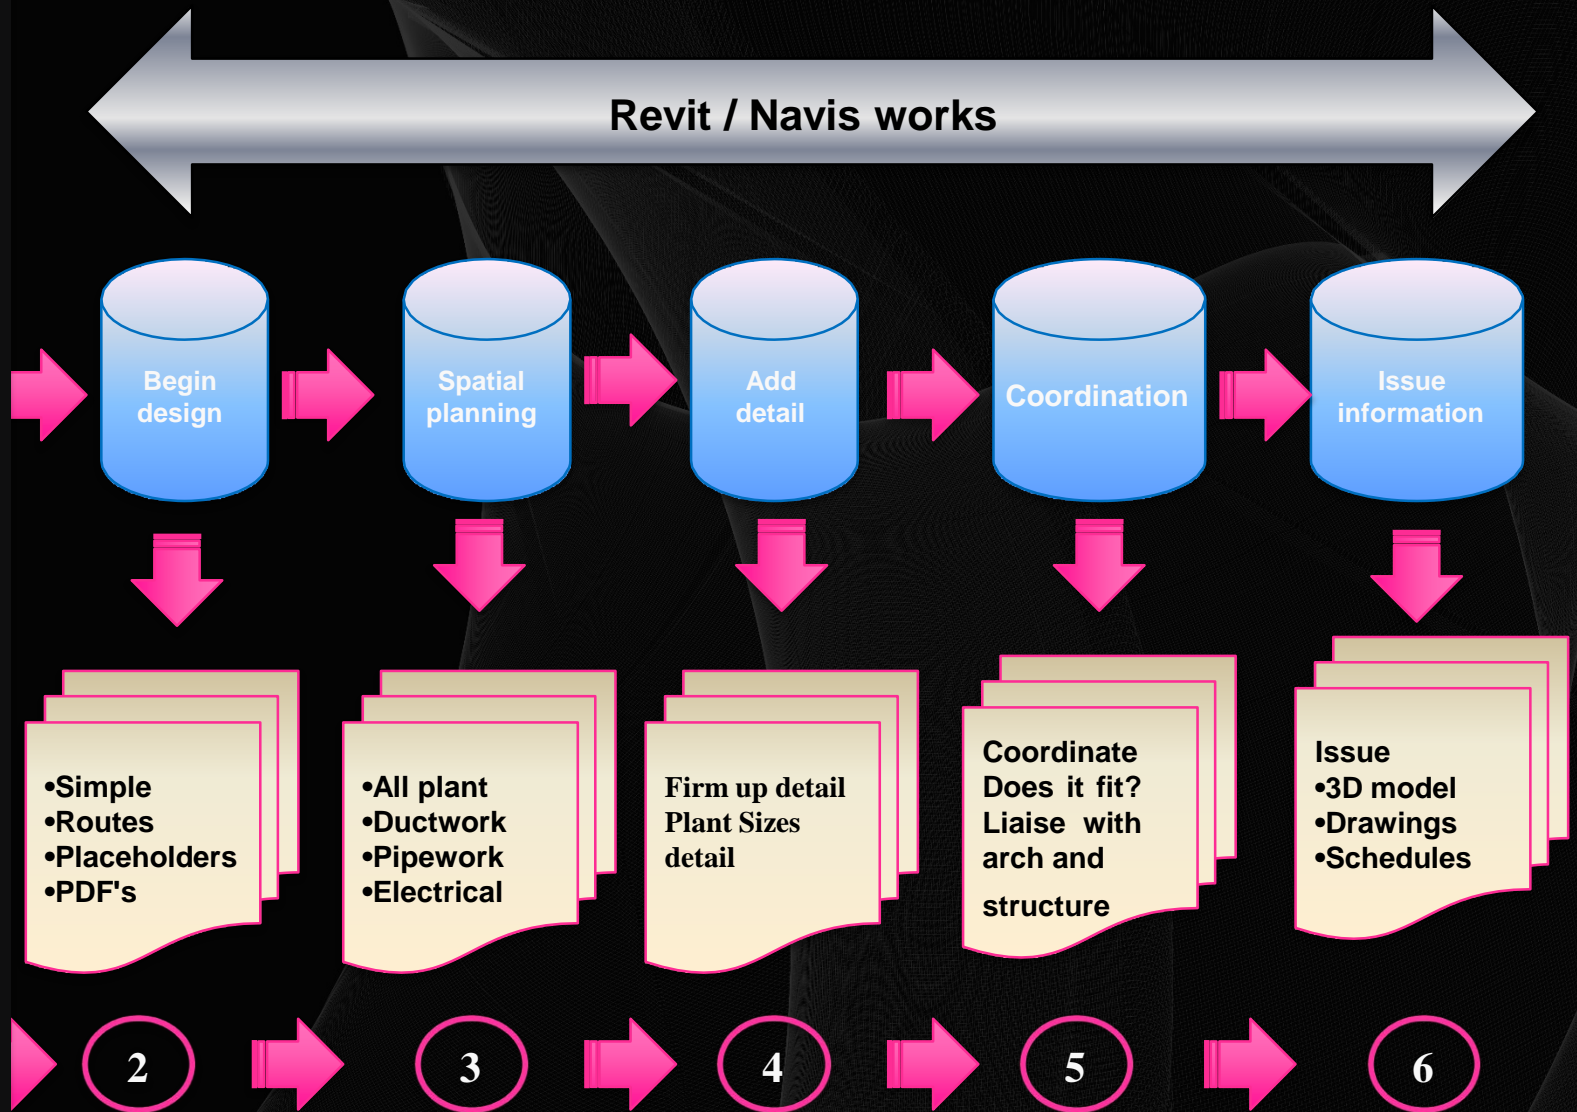 Revit / Navis works
Begin
design
Spatial
planning
Add
detail
Coordination
Issue
information
•Simple
•Routes
•Placeholders
•PDF's
•All plant
•Ductwork
•Pipework
•Electrical
Firm up detail
Plant Sizes
detail
Coordinate
Does it fit?
Liaise with
arch and
structure
Issue
•3D model
•Drawings
•Schedules
2
3
4
5
6